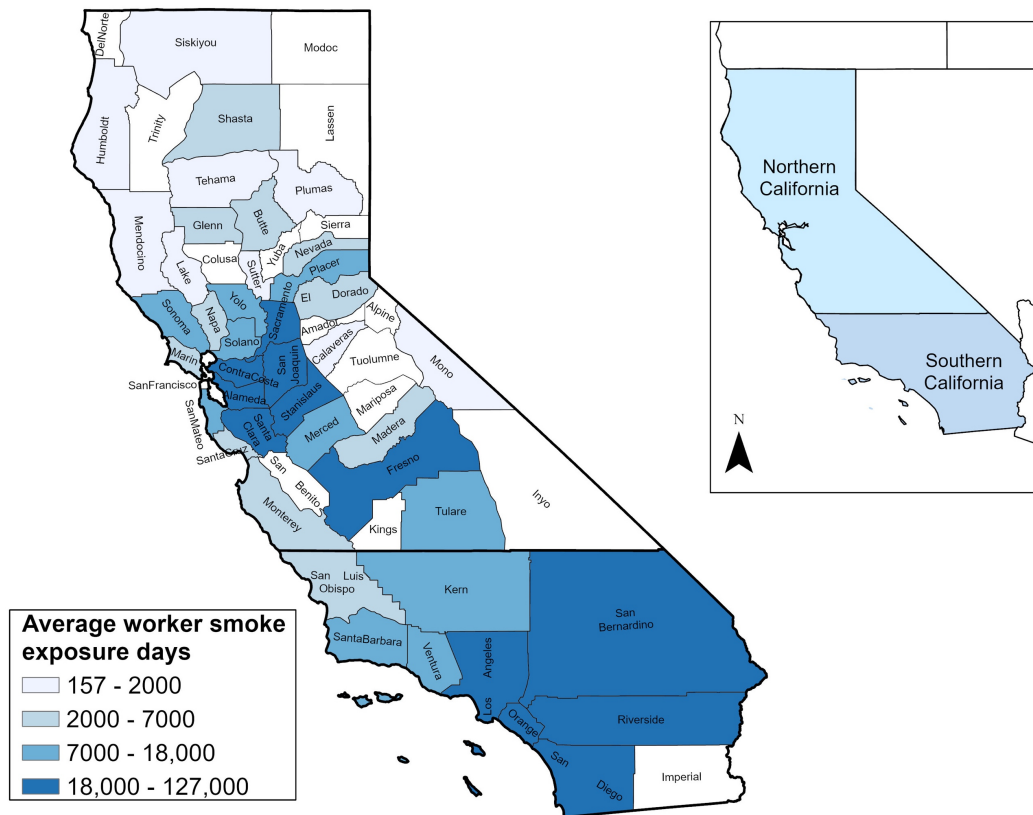 DelNorte
Siskiyou
Modoc
Humboldt
Trinity
Shasta
Lassen
Tehama
Plumas
Mendocino
Glenn
Butte
Sierra
Lake
Colusa
Sutter
Yuba
Nevada
Placer
Sonoma
Napa
Yolo
Sacramento
El Dorado
Solano
Amador
Alpine
Marin
ContraCosta
San
Joaquin
Calaveras
Tuolumne
Mono
SanFrancisco
Alameda
Stanislaus
Mariposa
SanMateo
Santa
Clara
Merced
Madera
SantaCruz
San
Benito
Fresno
Monterey
Kings
Tulare
Inyo
San Luis
Obispo
Kern
San
Bernardino
SantaBarbara
Ventura
Los Angeles
Orange
Riverside
San
Diego
Imperial
Average worker smoke
exposure days
157 - 2000
2000 - 7000
7000 - 18,000
18,000 - 127,000
Northern
California
Southern
California
N